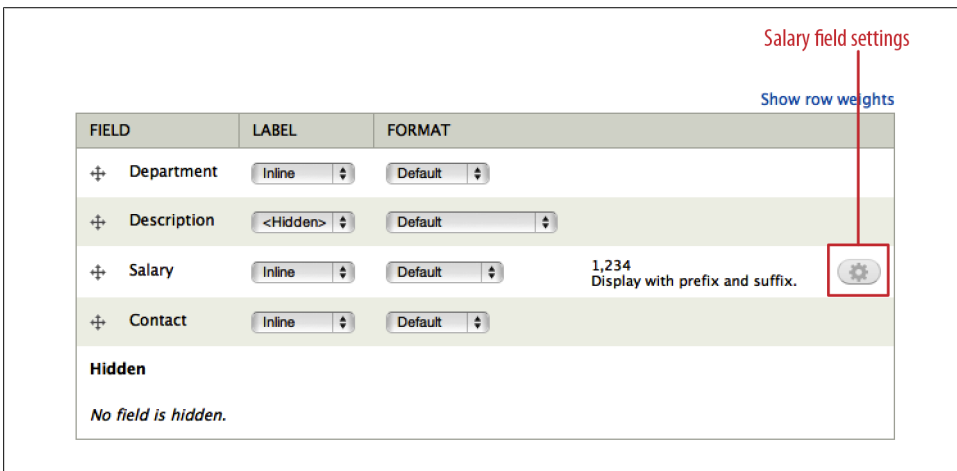 Salary field settings
Show row weights
FIELD LABEL FORMAT
Department Inline Default
Description <Hidden> Default
Salary Inline Default 1,234
Display with prefix and suffix.
Contact Inline Default
Hidden
No field is hidden.